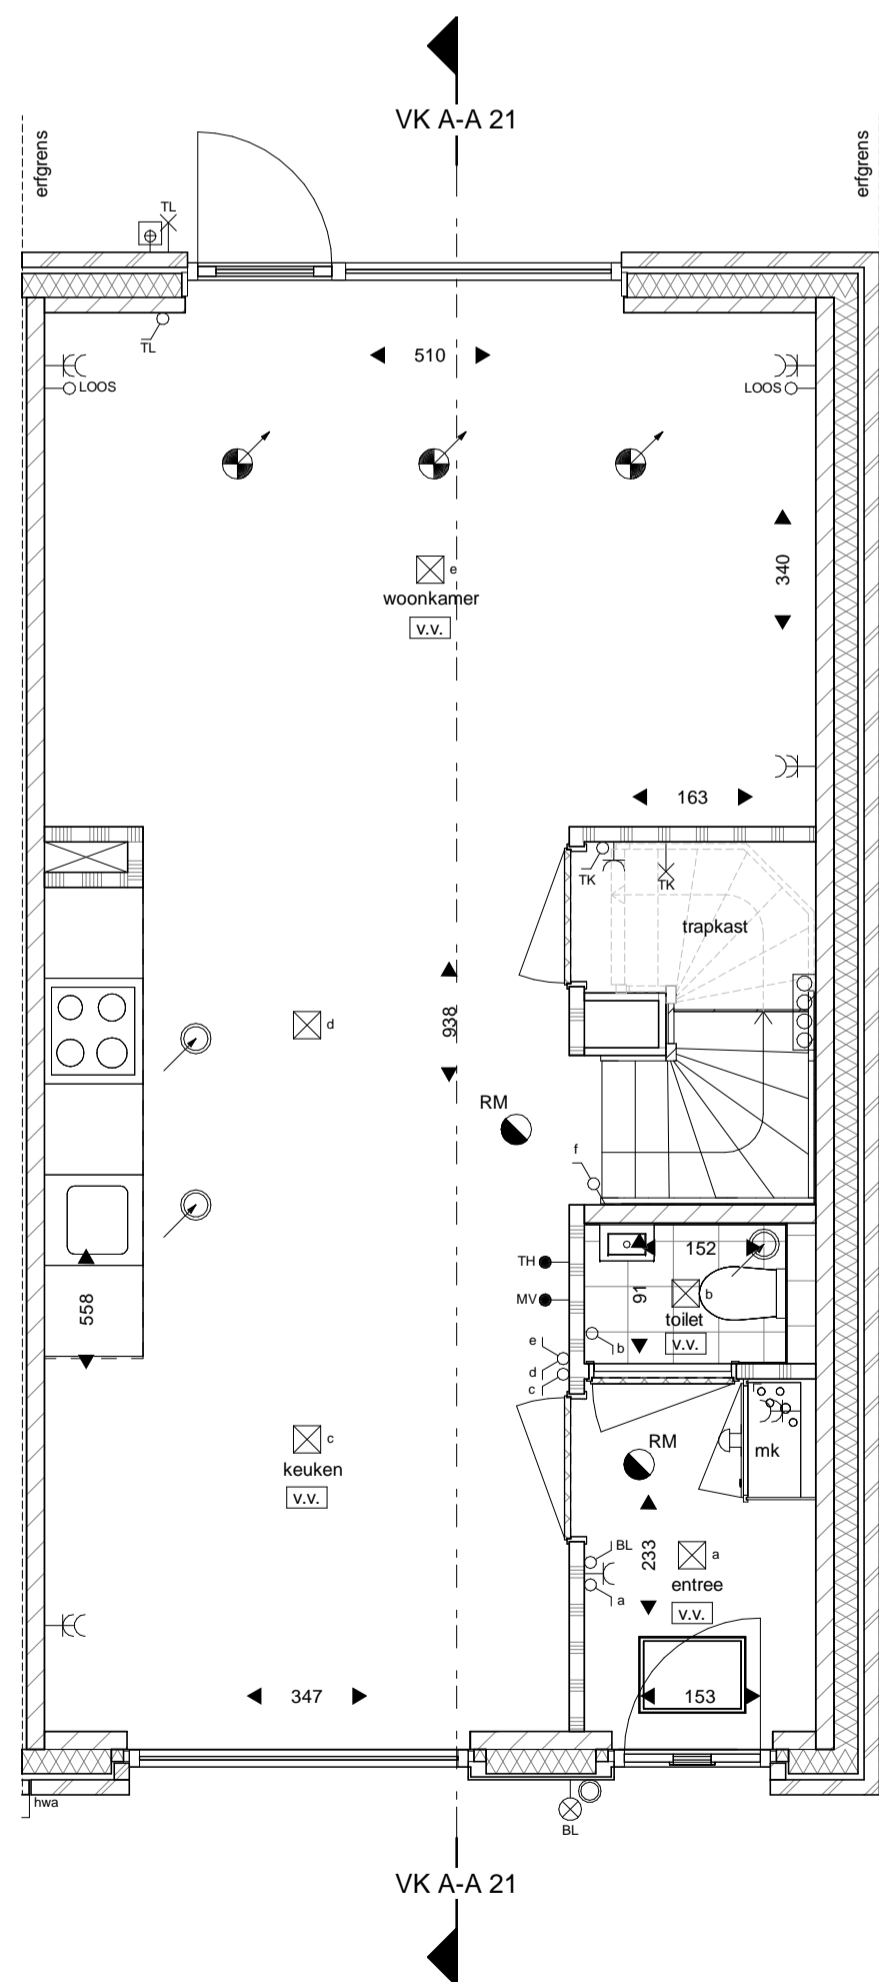 VK A-A 21
erfgrens
erfgrens
TL
TL
510
LOOS
LOOS
340
e
woonkamer
v.v.
163
TK
TK
trapkast
938
d
RM
f
TH
152
MV
91
b
toilet
558
b
v.v.
e
d
c
RM
mk
c
keuken
v.v.
BL
233
a
entree
a
v.v.
347
153
hwa
BL
VK A-A 21